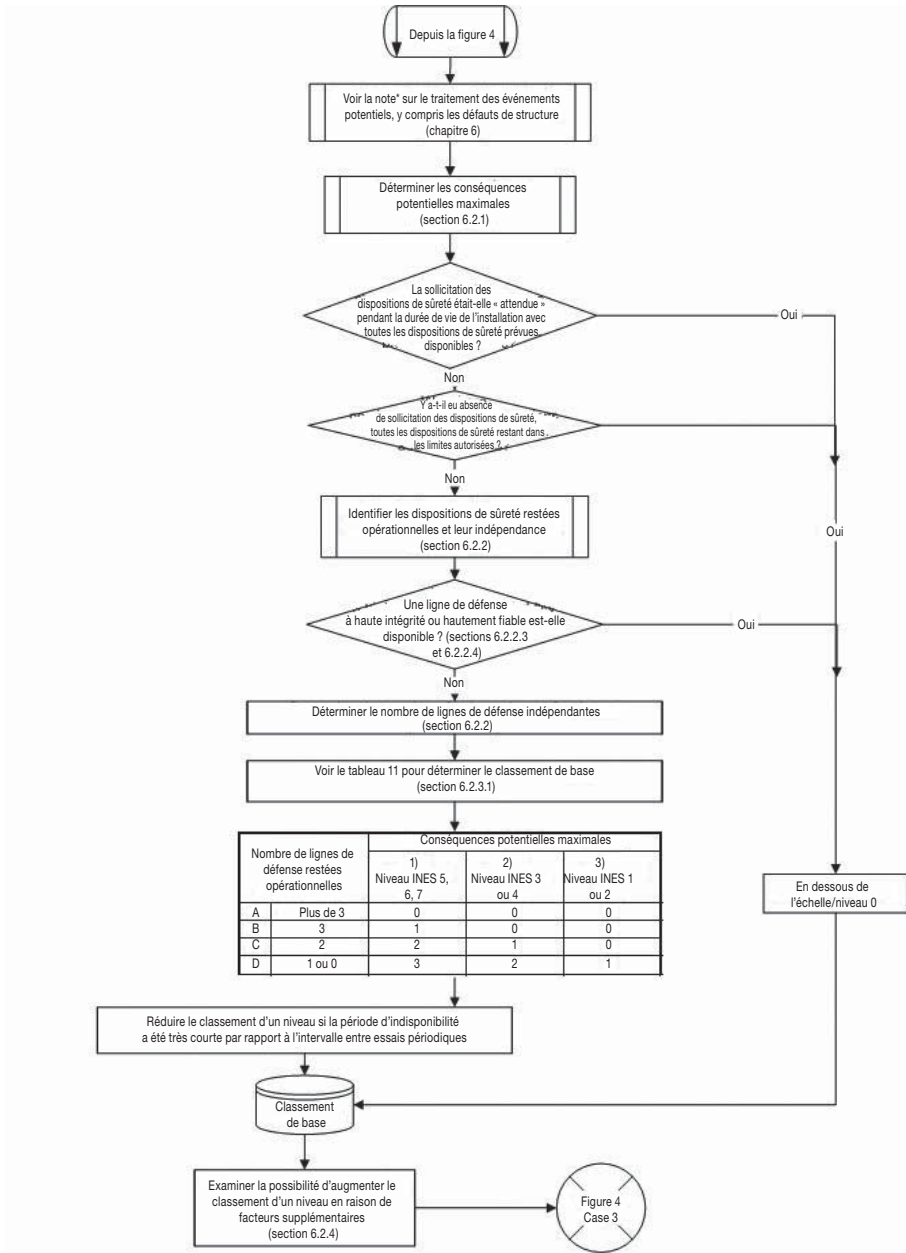 Depuis la figure 4
Voir la note* sur le traitement des événements
potentiels, y compris les défauts de structure
(chapitre 6)
Déterminer les conséquences
potentielles maximales
(section 6.2.1)
La sollicitation des
dispositions de sûreté était-elle « attendue »
pendant la durée de vie de l'installation avec
toutes les dispositions de sûreté prévues
disponibles ?
Oui
Non
Y a-t-il eu absence
de sollicitation des dispositions de sûreté,
toutes les dispositions de sûreté restant dans
les limites autorisées ?
Non
Oui
Identifier les dispositions de sûreté restées
opérationnelles et leur indépendance
(section 6.2.2)
Une ligne de défense
à haute intégrité ou hautement fiable est-elle
disponible ? (sections 6.2.2.3
et 6.2.2.4)
Oui
Non
Déterminer le nombre de lignes de défense indépendantes
(section 6.2.2)
Voir le tableau 11 pour déterminer le classement de base
(section 6.2.3.1)
Nombre de lignes de
défense restées
opérationnelles
Conséquences potentielles maximales
1)
Niveau INES 5,
6, 7
2)
Niveau INES 3
ou 4
3)
Niveau INES 1
ou 2
A Plus de 3 0 0 0
B 3 1 0 0
C 2 2 1 0
D 1 ou 0 3 2 1
En dessous de
l'échelle/niveau 0
Réduire le classement d'un niveau si la période d'indisponibilité
a été très courte par rapport à l'intervalle entre essais périodiques
Classement
de base
Examiner la possibilité d'augmenter le
classement d'un niveau en raison de
facteurs supplémentaires
(section 6.2.4)
Figure 4
Case 3